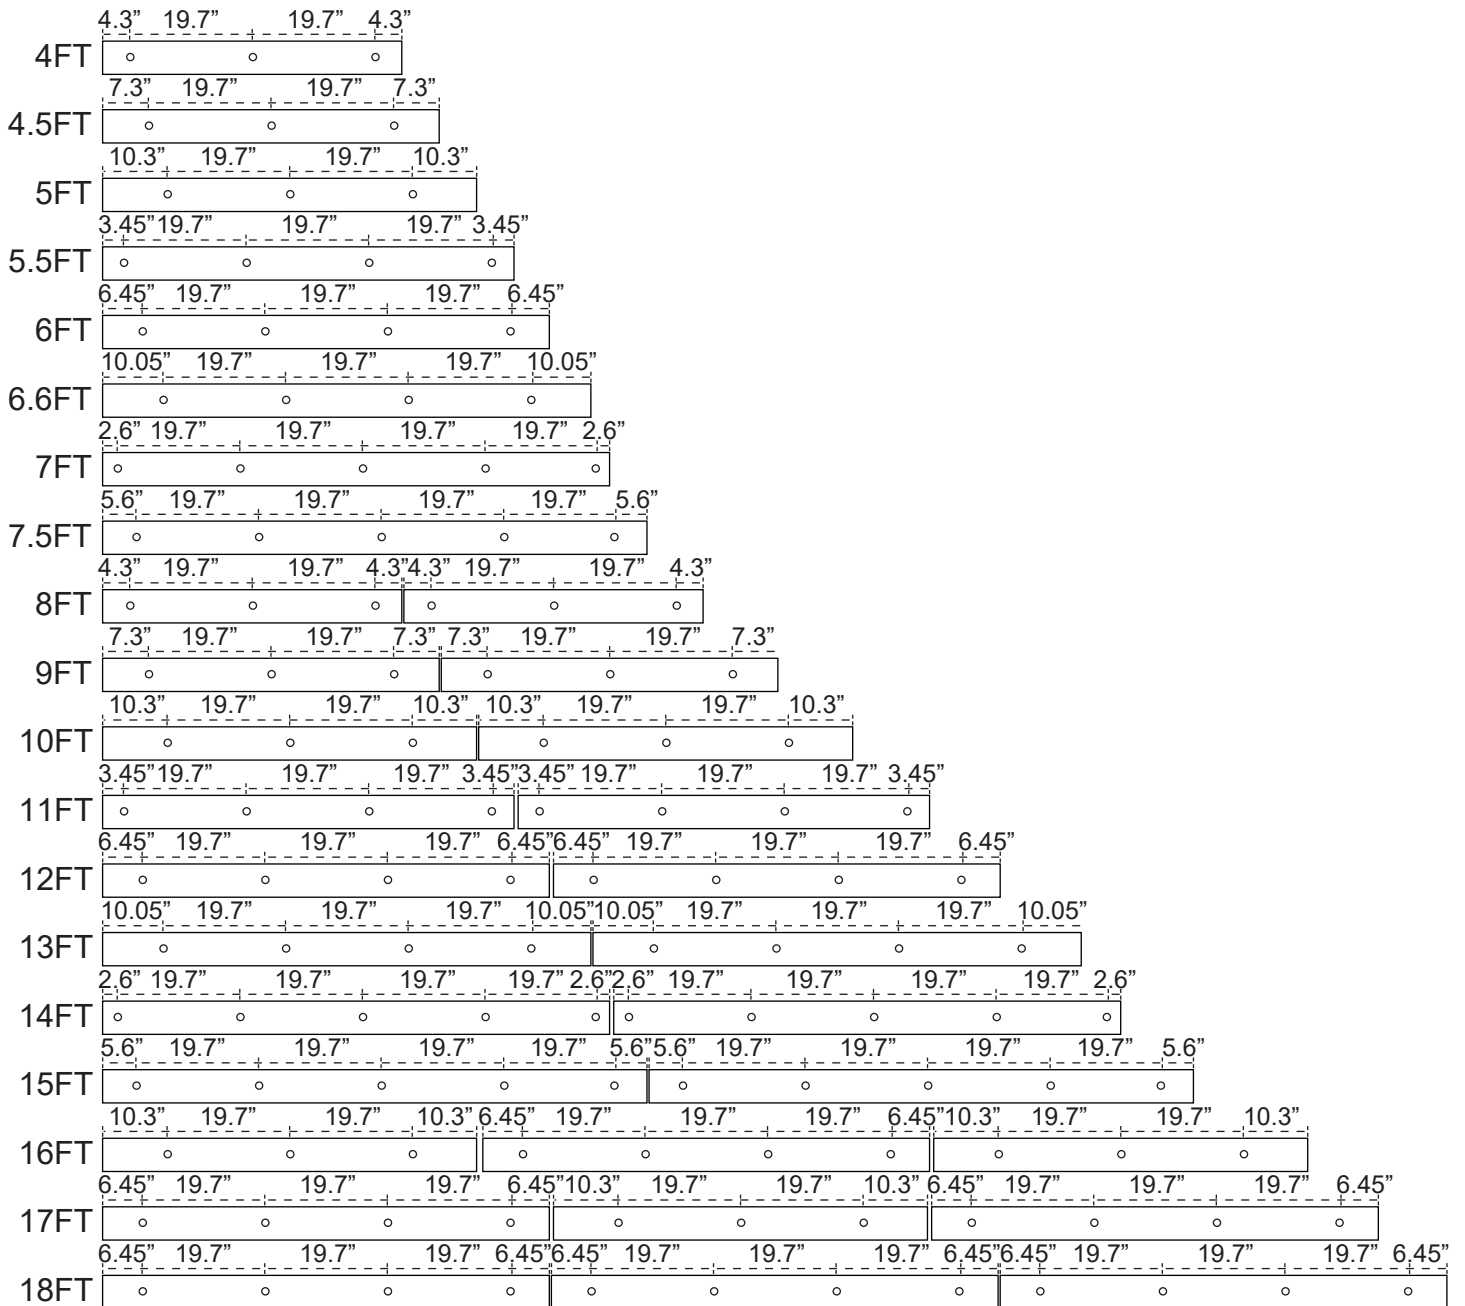 4.3” 19.7” 19.7” 4.3”
4FT
7.3” 19.7” 19.7” 7.3”
4.5FT
10.3” 19.7” 19.7” 10.3”
5FT
3.45” 19.7” 19.7” 19.7” 3.45”
5.5FT
6.45” 19.7” 19.7” 19.7” 6.45”
6FT
10.05” 19.7” 19.7” 19.7” 10.05”
6.6FT
2.6” 19.7” 19.7” 19.7” 19.7” 2.6”
7FT
5.6” 19.7” 19.7” 19.7” 19.7” 5.6”
7.5FT
4.3” 19.7” 19.7” 4.3” 4.3” 19.7” 19.7” 4.3”
8FT
7.3” 19.7” 19.7” 7.3” 7.3” 19.7” 19.7” 7.3”
9FT
10.3” 19.7” 19.7” 10.3” 10.3” 19.7” 19.7” 10.3”
10FT
3.45” 19.7” 19.7” 19.7” 3.45” 3.45” 19.7” 19.7” 19.7” 3.45”
11FT
6.45” 19.7” 19.7” 19.7” 6.45” 6.45” 19.7” 19.7” 19.7” 6.45”
12FT
10.05” 19.7” 19.7” 19.7” 10.05” 10.05” 19.7” 19.7” 19.7” 10.05”
13FT
2.6” 19.7” 19.7” 19.7” 19.7” 2.6” 2.6” 19.7” 19.7” 19.7” 19.7” 2.6”
14FT
5.6” 19.7” 19.7” 19.7” 19.7” 5.6” 5.6” 19.7” 19.7” 19.7” 19.7” 5.6”
15FT
10.3” 19.7” 19.7” 10.3” 6.45” 19.7” 19.7” 19.7” 6.45” 10.3” 19.7” 19.7” 10.3”
16FT
6.45” 19.7” 19.7” 19.7” 6.45” 10.3” 19.7” 19.7” 10.3” 6.45” 19.7” 19.7” 19.7” 6.45”
17FT
6.45” 19.7” 19.7” 19.7” 6.45” 6.45” 19.7” 19.7” 19.7” 6.45” 6.45” 19.7” 19.7” 19.7” 6.45”
18FT